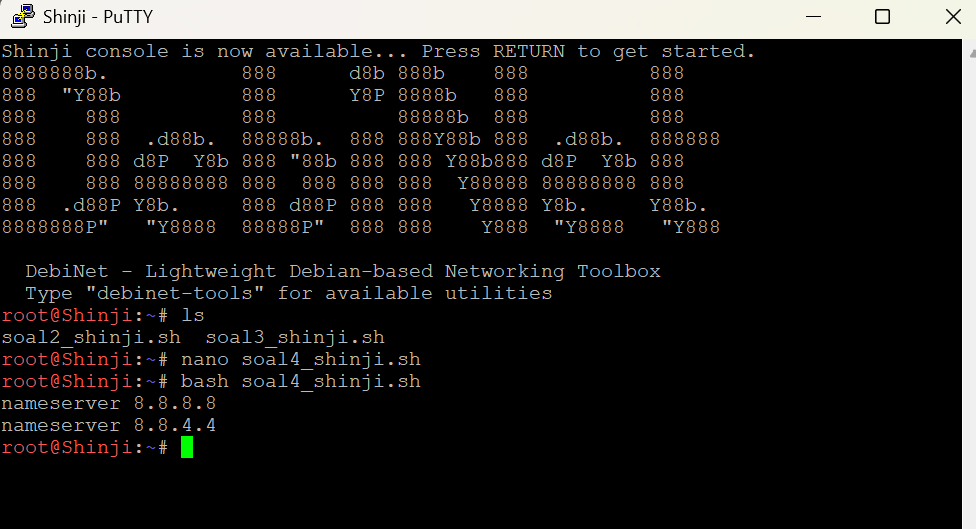 Shinji - PuTTY
Shinji console is now available... Press RETURN to get started.
8888888b.            888      d8b 888b    888          888
888  "Y88b           888      Y8P 8888b   888          888
888    888           888          88888b  888          888
888    888  .d88b.  88888b.  888 888Y88b 888  .d88b.  888888
888    888 d8P  Y8b 888 "88b 888 888 Y88b888 d8P  Y8b 888
888    888 88888888 888  888 888 888  Y88888 88888888 888
888  .d88P Y8b.     888 d88P 888 888   Y8888 Y8b.     Y88b.
8888888P"   "Y8888  88888P"  888 888    Y888  "Y8888   "Y888
DebiNet - Lightweight Debian-based Networking Toolbox
Type "debinet-tools" for available utilities
root@Shinji:~# ls
soal2_shinji.sh  soal3_shinji.sh
root@Shinji:~# nano soal4_shinji.sh
root@Shinji:~# bash soal4_shinji.sh
nameserver 8.8.8.8
nameserver 8.8.4.4
root@Shinji:~#